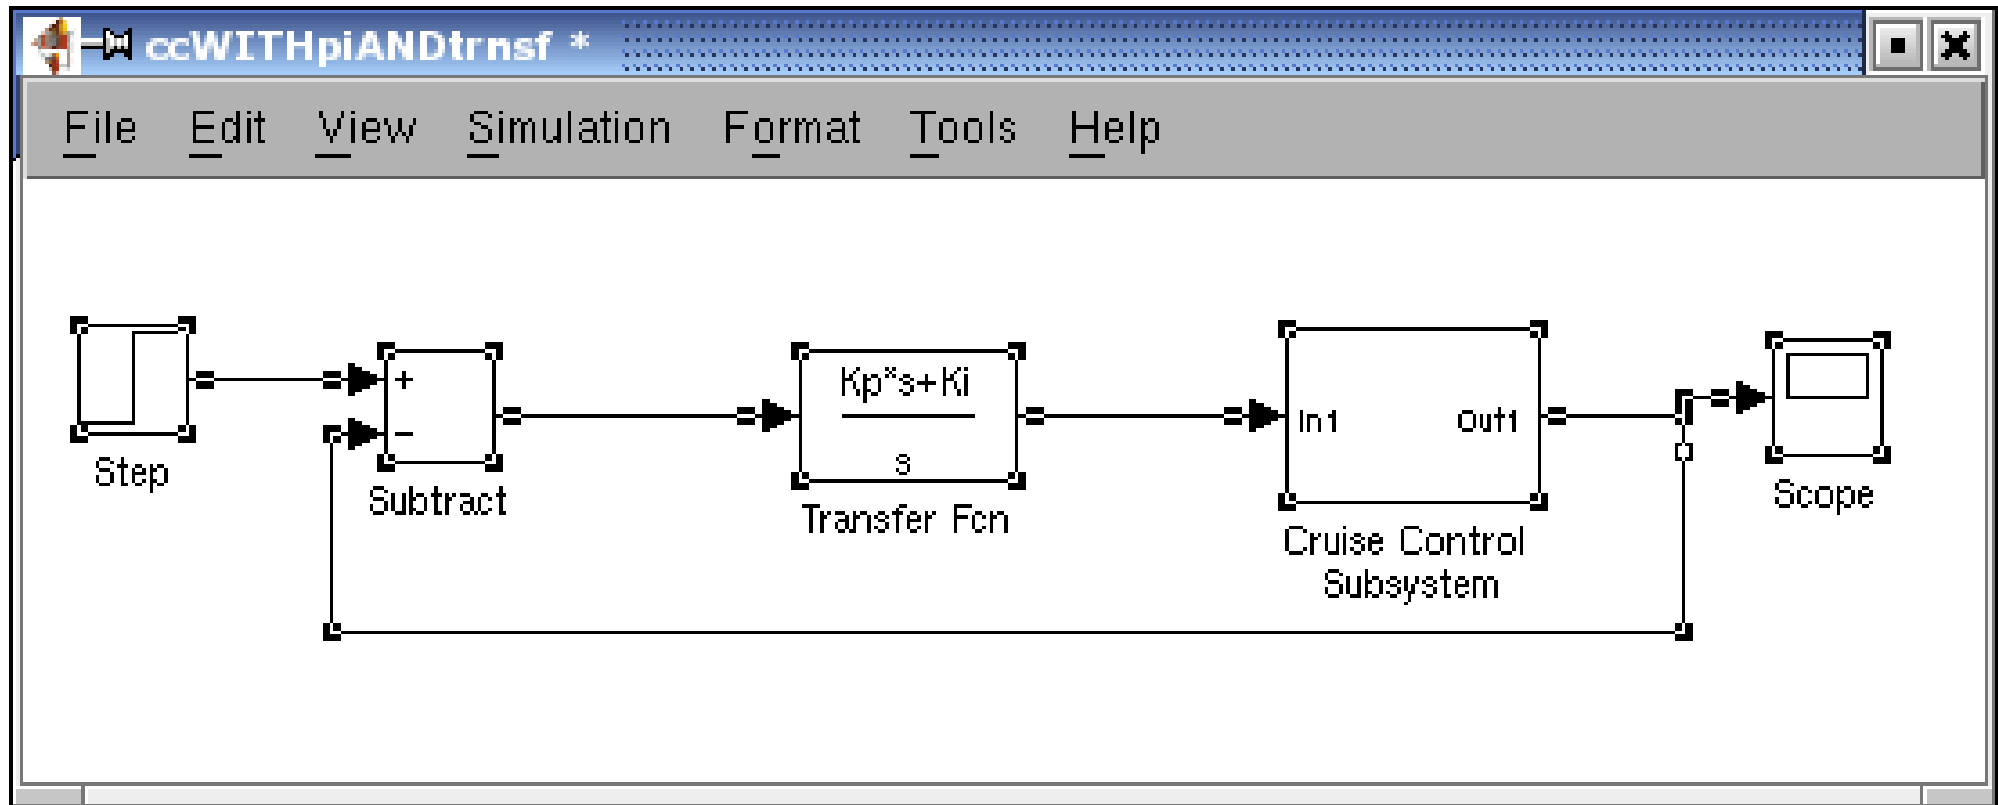 ccWITHpiANDtrnsf *
File Edit View Simulation Format Tools Help
Step
+
−
Subtract
Kp*s+Ki
s
Transfer Fcn
In1 Out1
Cruise Control
Subsystem
Scope